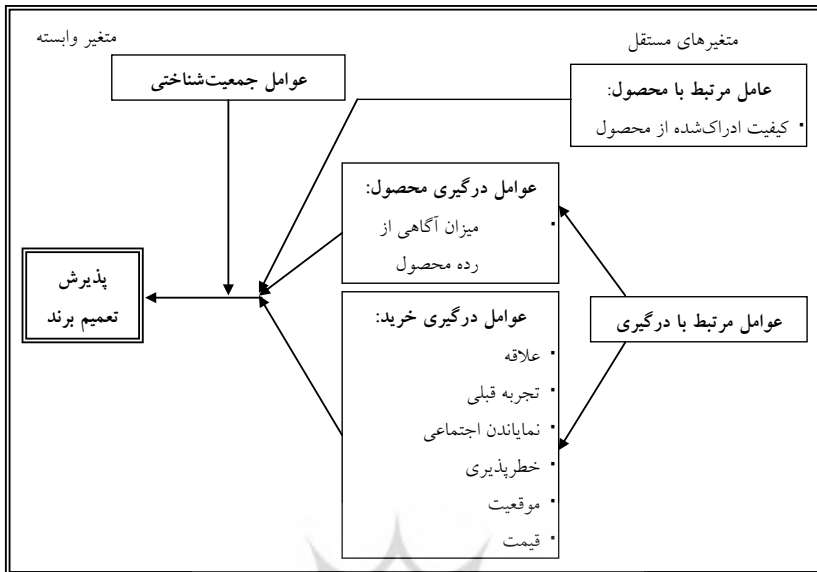 متغیرهای مستقل
متغیر وابسته
عوامل جمعیت‌شناختی
عامل مرتبط با محصول:
▪ کیفیت ادراک‌شده از محصول
عوامل درگیری محصول:
▪ میزان آگاهی از
رده محصول
پذیرش
تعمیم برند
عوامل مرتبط با درگیری
عوامل درگیری خرید:
▪ علاقه
▪ تجربه قبلی
▪ نمایاندن اجتماعی
▪ خطرپذیری
▪ موقعیت
▪ قیمت